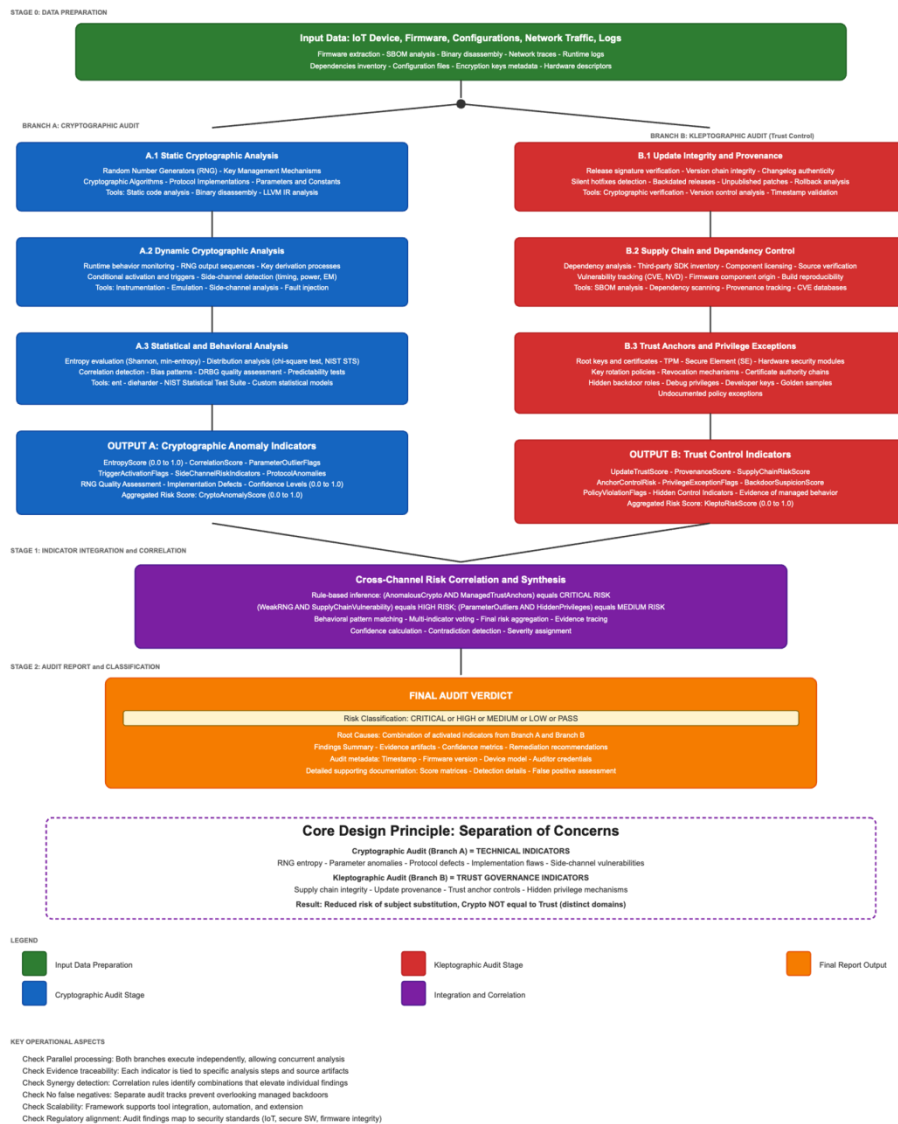 STAGE 0: DATA PREPARATION
Input Data: IoT Device, Firmware, Configurations, Network Traffic, Logs
Firmware extraction - SBOM analysis - Binary disassembly - Network traces - Runtime logs
Dependencies inventory - Configuration files - Encryption keys metadata - Hardware descriptors
BRANCH A: CRYPTOGRAPHIC AUDIT
A.1 Static Cryptographic Analysis
Random Number Generators (RNG) - Key Management Mechanisms
Cryptographic Algorithms - Protocol Implementations - Parameters and Constants
Tools: Static code analysis - Binary disassembly - LLVM IR analysis
A.2 Dynamic Cryptographic Analysis
Runtime behavior monitoring - RNG output sequences - Key derivation processes
Conditional activation and triggers - Side-channel detection (timing, power, EM)
Tools: Instrumentation - Emulation - Side-channel analysis - Fault injection
A.3 Statistical and Behavioral Analysis
Entropy evaluation (Shannon, min-entropy) - Distribution analysis (chi-square test, NIST STS)
Correlation detection - Bias patterns - DRBG quality assessment - Predictability tests
Tools: ent - dieharder - NIST Statistical Test Suite - Custom statistical models
OUTPUT A: Cryptographic Anomaly Indicators
EntropyScore (0.0 to 1.0) - CorrelationScore - ParameterOutlierFlags
TriggerActivationFlags - SideChannelRiskIndicators - ProtocolAnomalies
RNG Quality Assessment - Implementation Defects - Confidence Levels (0.0 to 1.0)
Aggregated Risk Score: CryptoAnomalyScore (0.0 to 1.0)
BRANCH B: KLEPTOGRAPHIC AUDIT (Trust Control)
B.1 Update Integrity and Provenance
Release signature verification - Version chain integrity - Changelog authenticity
Silent hotfixes detection - Backdated releases - Unpublished patches - Rollback analysis
Tools: Cryptographic verification - Version control analysis - Timestamp validation
B.2 Supply Chain and Dependency Control
Dependency analysis - Third-party SDK inventory - Component licensing - Source verification
Vulnerability tracking (CVE, NVD) - Firmware component origin - Build reproducibility
Tools: SBOM analysis - Dependency scanning - Provenance tracking - CVE databases
B.3 Trust Anchors and Privilege Exceptions
Root keys and certificates - TPM - Secure Element (SE) - Hardware security modules
Key rotation policies - Revocation mechanisms - Certificate authority chains
Hidden backdoor roles - Debug privileges - Developer keys - Golden samples
Undocumented policy exceptions
OUTPUT B: Trust Control Indicators
UpdateTrustScore - ProvenanceScore - SupplyChainRiskScore
AnchorControlRisk - PrivilegeExceptionFlags - BackdoorSuspicionScore
PolicyViolationFlags - Hidden Control Indicators - Evidence of managed behavior
Aggregated Risk Score: KleptoRiskScore (0.0 to 1.0)
STAGE 1: INDICATOR INTEGRATION and CORRELATION
Cross-Channel Risk Correlation and Synthesis
Rule-based inference: (AnomalousCrypto AND ManagedTrustAnchors) equals CRITICAL RISK
(WeakRNG AND SupplyChainVulnerability) equals HIGH RISK; (ParameterOutliers AND HiddenPrivileges) equals MEDIUM RISK
Behavioral pattern matching - Multi-indicator voting - Final risk aggregation - Evidence tracing
Confidence calculation - Contradiction detection - Severity assignment
STAGE 2: AUDIT REPORT and CLASSIFICATION
FINAL AUDIT VERDICT
Risk Classification: CRITICAL or HIGH or MEDIUM or LOW or PASS
Root Causes: Combination of activated indicators from Branch A and Branch B
Findings Summary - Evidence artifacts - Confidence metrics - Remediation recommendations
Audit metadata: Timestamp - Firmware version - Device model - Auditor credentials
Detailed supporting documentation: Score matrices - Detection details - False positive assessment
Core Design Principle: Separation of Concerns
Cryptographic Audit (Branch A) = TECHNICAL INDICATORS
RNG entropy - Parameter anomalies - Protocol defects - Implementation flaws - Side-channel vulnerabilities
Kleptographic Audit (Branch B) = TRUST GOVERNANCE INDICATORS
Supply chain integrity - Update provenance - Trust anchor controls - Hidden privilege mechanisms
Result: Reduced risk of subject substitution, Crypto NOT equal to Trust (distinct domains)
LEGEND
Input Data Preparation
Kleptographic Audit Stage
Final Report Output
Cryptographic Audit Stage
Integration and Correlation
KEY OPERATIONAL ASPECTS
Check Parallel processing: Both branches execute independently, allowing concurrent analysis
Check Evidence traceability: Each indicator is tied to specific analysis steps and source artifacts
Check Synergy detection: Correlation rules identify combinations that elevate individual findings
Check No false negatives: Separate audit tracks prevent overlooking managed backdoors
Check Scalability: Framework supports tool integration, automation, and extension
Check Regulatory alignment: Audit findings map to security standards (IoT, secure SW, firmware integrity)